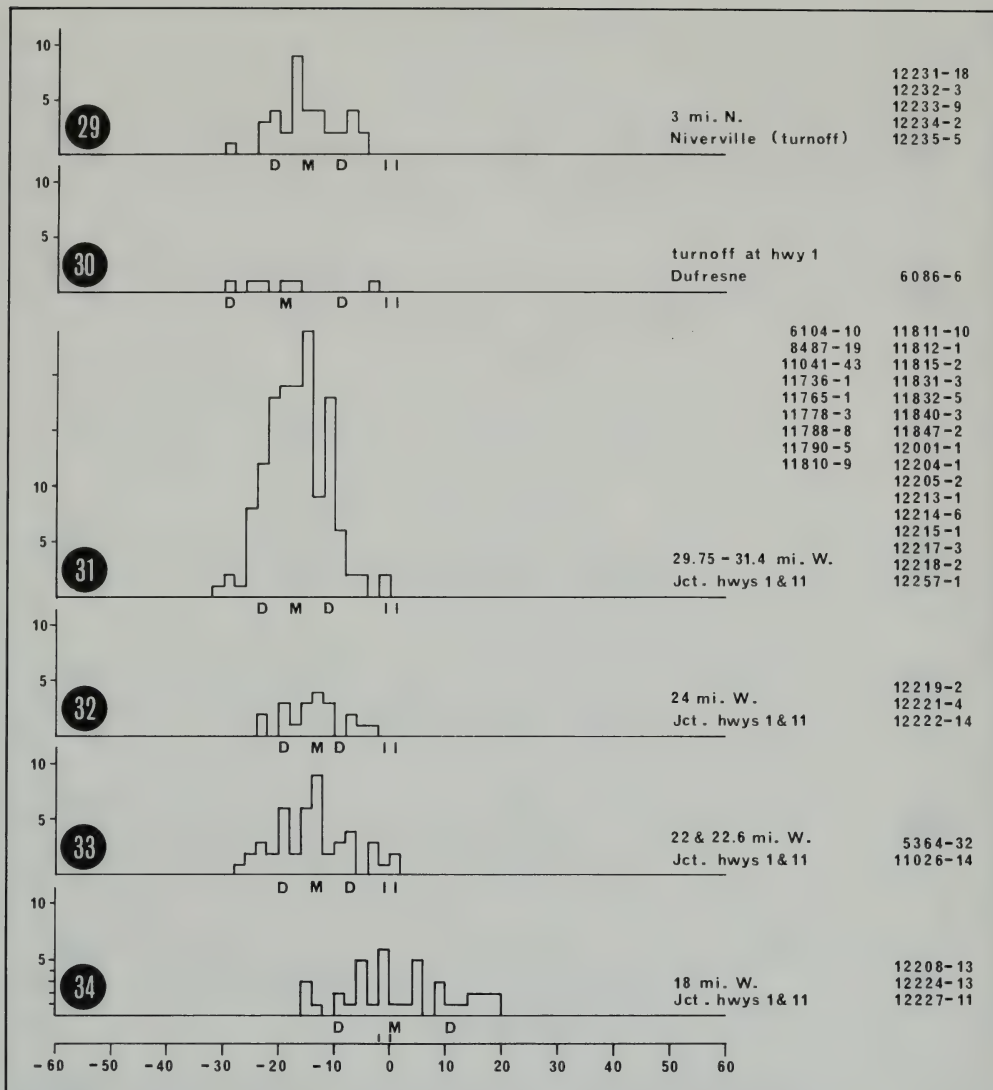 10
5
29
D M D I I
3 mi. N.
Niverville (turnoff)
12231-18
12232-3
12233-9
12234-2
12235-5
10
5
30
D M D I I
turnoff at hwy 1
Dufresne
6086-6
10
5
31
D M D I I
29.75 - 31.4 mi. W.
Jct. hwys 1 & 11
6104-10
8487-19
11041-43
11736-1
11765-1
11778-3
11788-8
11790-5
11810-9
11811-10
11812-1
11815-2
11831-3
11832-5
11840-3
11847-2
12001-1
12204-1
12205-2
12213-1
12214-6
12215-1
12217-3
12218-2
12257-1
10
5
32
D M D I I
24 mi. W.
Jct. hwys 1 & 11
12219-2
12221-4
12222-14
10
5
33
D M D I I
22 & 22.6 mi. W.
Jct. hwys 1 & 11
5364-32
11026-14
10
5
34
D M D
I I
18 mi. W.
Jct. hwys 1 & 11
12208-13
12224-13
12227-11
-60 -50 -40 -30 -20 -10 0 10 20 30 40 50 60